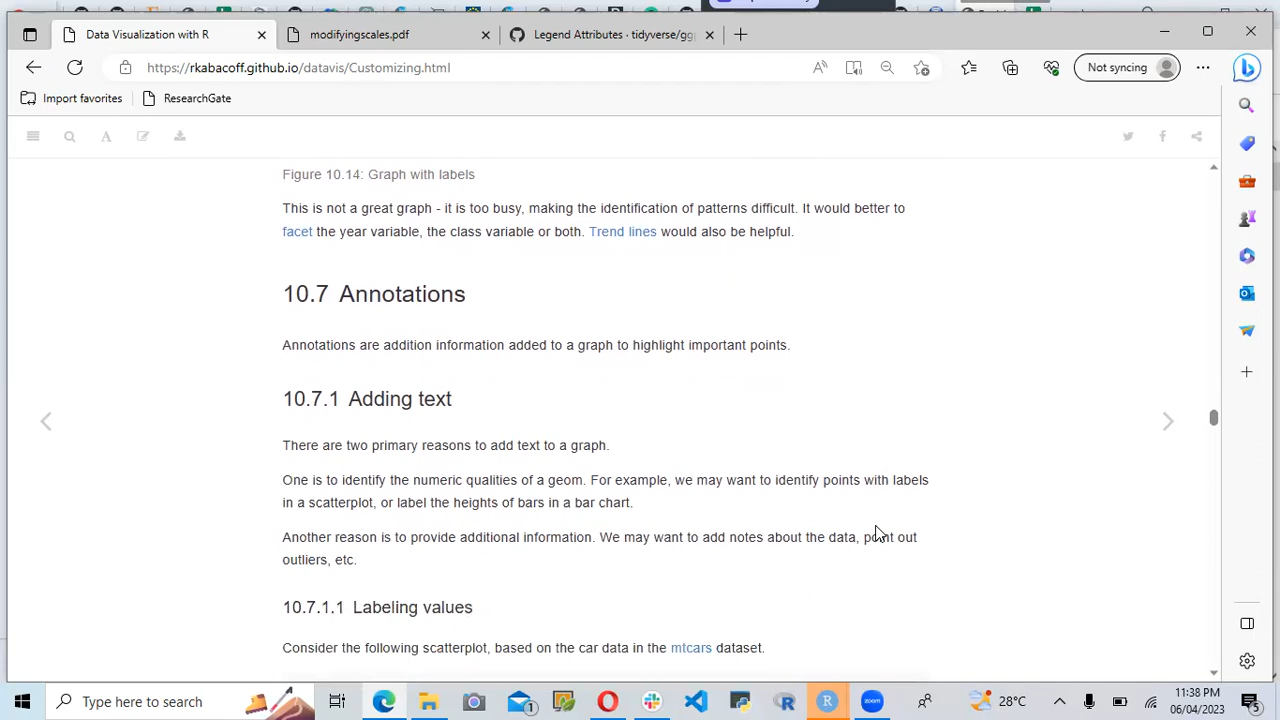 Data Visualization with R
modifyingscales.pdf
Legend Attributes · tidyverse/gg
https://rkabacoff.github.io/datavis/Customizing.html
Not syncing
Import favorites
ResearchGate
Figure 10.14: Graph with labels
This is not a great graph - it is too busy, making the identification of patterns difficult. It would better to
facet the year variable, the class variable or both. Trend lines would also be helpful.
10.7 Annotations
Annotations are addition information added to a graph to highlight important points.
10.7.1 Adding text
There are two primary reasons to add text to a graph.
One is to identify the numeric qualities of a geom. For example, we may want to identify points with labels
in a scatterplot, or label the heights of bars in a bar chart.
Another reason is to provide additional information. We may want to add notes about the data, point out
outliers, etc.
10.7.1.1 Labeling values
Consider the following scatterplot, based on the car data in the mtcars dataset.
Type here to search
1
zoom
28°C
11:38 PM
06/04/2023
5